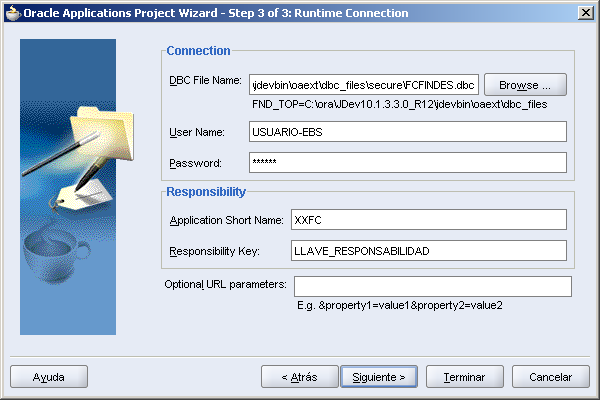 Oracle Applications Project Wizard - Step 3 of 3: Runtime Connection
Connection
DBC File Name: \jdevbin\oaext\dbc_files\secure\FCFINDES.dbc Browse ...
FND_TOP=C:\ora\JDev10.1.3.3.0_R12\jdevbin\oaext\dbc_files
User Name: USUARIO-EBS
Password: ******
Responsibility
Application Short Name: XXFC
Responsibility Key: LLAVE_RESPONSABILIDAD
Optional URL parameters:
E.g. &property1=value1&property2=value2
Ayuda < Atrás Siguiente > Terminar Cancelar